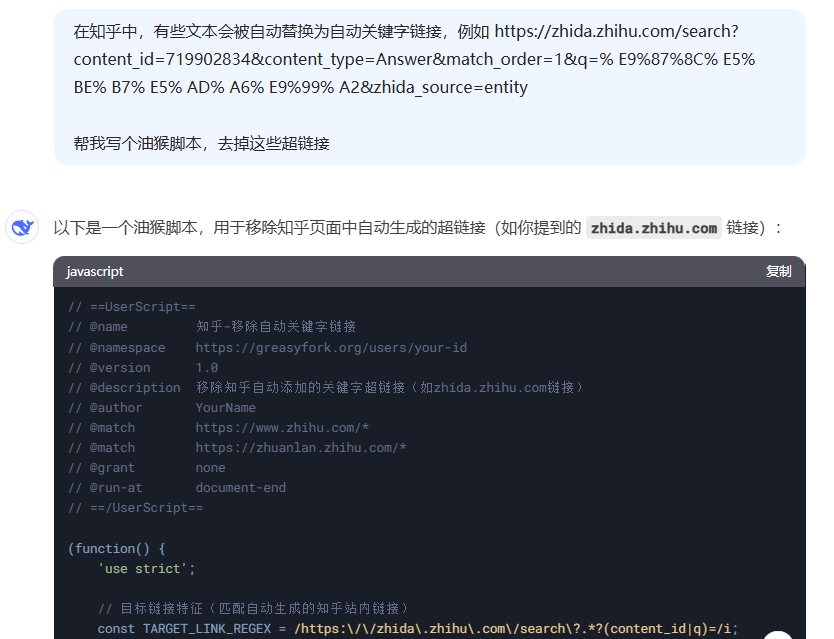 在知乎中，有些文本会被自动替换为自动关键字链接，例如 https://zhida.zhihu.com/search?
content_id=719902834&content_type=Answer&match_order=1&q=% E9%87%8C% E5%
BE% B7% E5% AD% A6% E9%99% A2&zhida_source=entity
帮我写个油猴脚本，去掉这些超链接
以下是一个油猴脚本，用于移除知乎页面中自动生成的超链接（如你提到的 zhida.zhihu.com 链接）：
javascript 复制
// ==UserScript==
// @name 知乎-移除自动关键字链接
// @namespace https://greasyfork.org/users/your-id
// @version 1.0
// @description 移除知乎自动添加的关键字超链接（如zhida.zhihu.com链接）
// @author YourName
// @match https://www.zhihu.com/*
// @match https://zhuanlan.zhihu.com/*
// @grant none
// @run-at document-end
// ==/UserScript==
(function() {
'use strict';
// 目标链接特征（匹配自动生成的知乎站内链接）
const TARGET_LINK_REGEX = /https:\/\/zhida\.zhihu\.com\/search\?.*?(content_id|q)=/i;